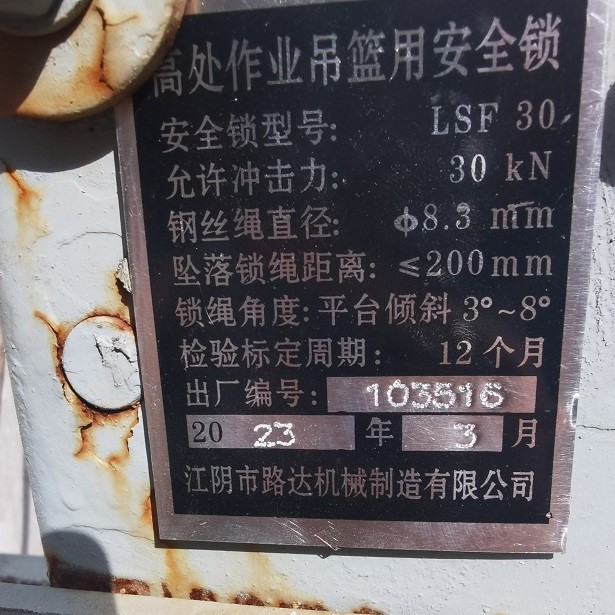 高处作业吊篮用安全锁
安全锁型号: LSF 30
允许冲击力: 30 kN
钢丝绳直径: ф8.3 mm
坠落锁绳距离: ≤200mm
锁绳角度: 平台倾斜 3°~8°
检验标定周期: 12个月
出厂编号: 103516
20 23 年 3 月
江阴市路达机械制造有限公司